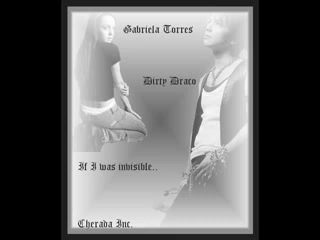 Gabriela Torres
Dirty Draco
If I was invisible..
Cherada Inc.